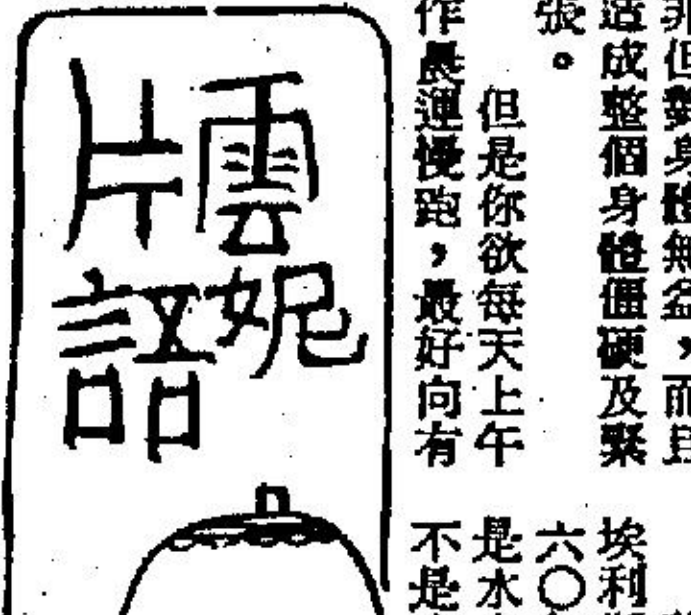 非但對身體無益，而且
造成整個身體僵硬及緊
張。
但是你欲每天上午
作晨運慢跑，最好向有
埃利
六〇
是水
不是
雲妮
片語